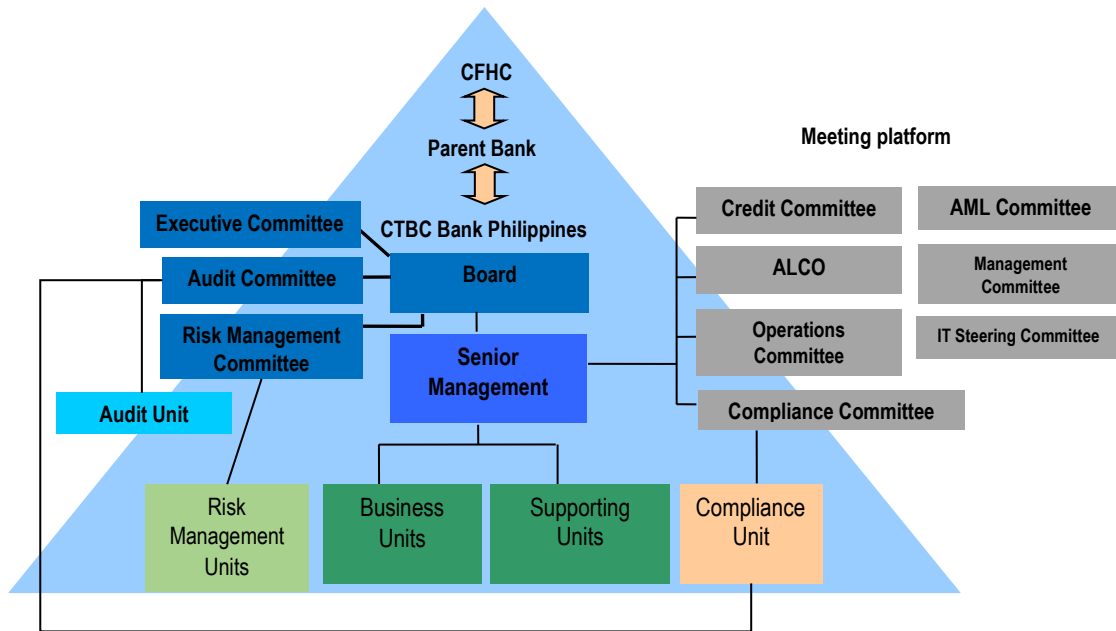 CFHC
Parent Bank
Meeting platform
CTBC Bank Philippines
Executive Committee
Audit Committee
Risk Management
Committee
Board
Senior
Management
Credit Committee
AML Committee
ALCO
Management
Committee
Operations
Committee
IT Steering Committee
Compliance Committee
Audit Unit
Risk
Management
Units
Business
Units
Supporting
Units
Compliance
Unit